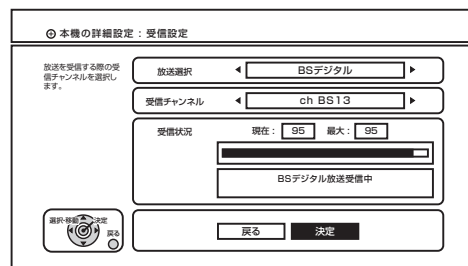 本機の詳細設定 : 受信設定
放送を受信する際の受
信チャンネルを選択し
ます。
放送選択
BSデジタル
受信チャンネル
ch BS13
受信状況
現在 : 95 最大 : 95
BSデジタル放送受信中
選択・移動 決定
戻る
戻る 決定